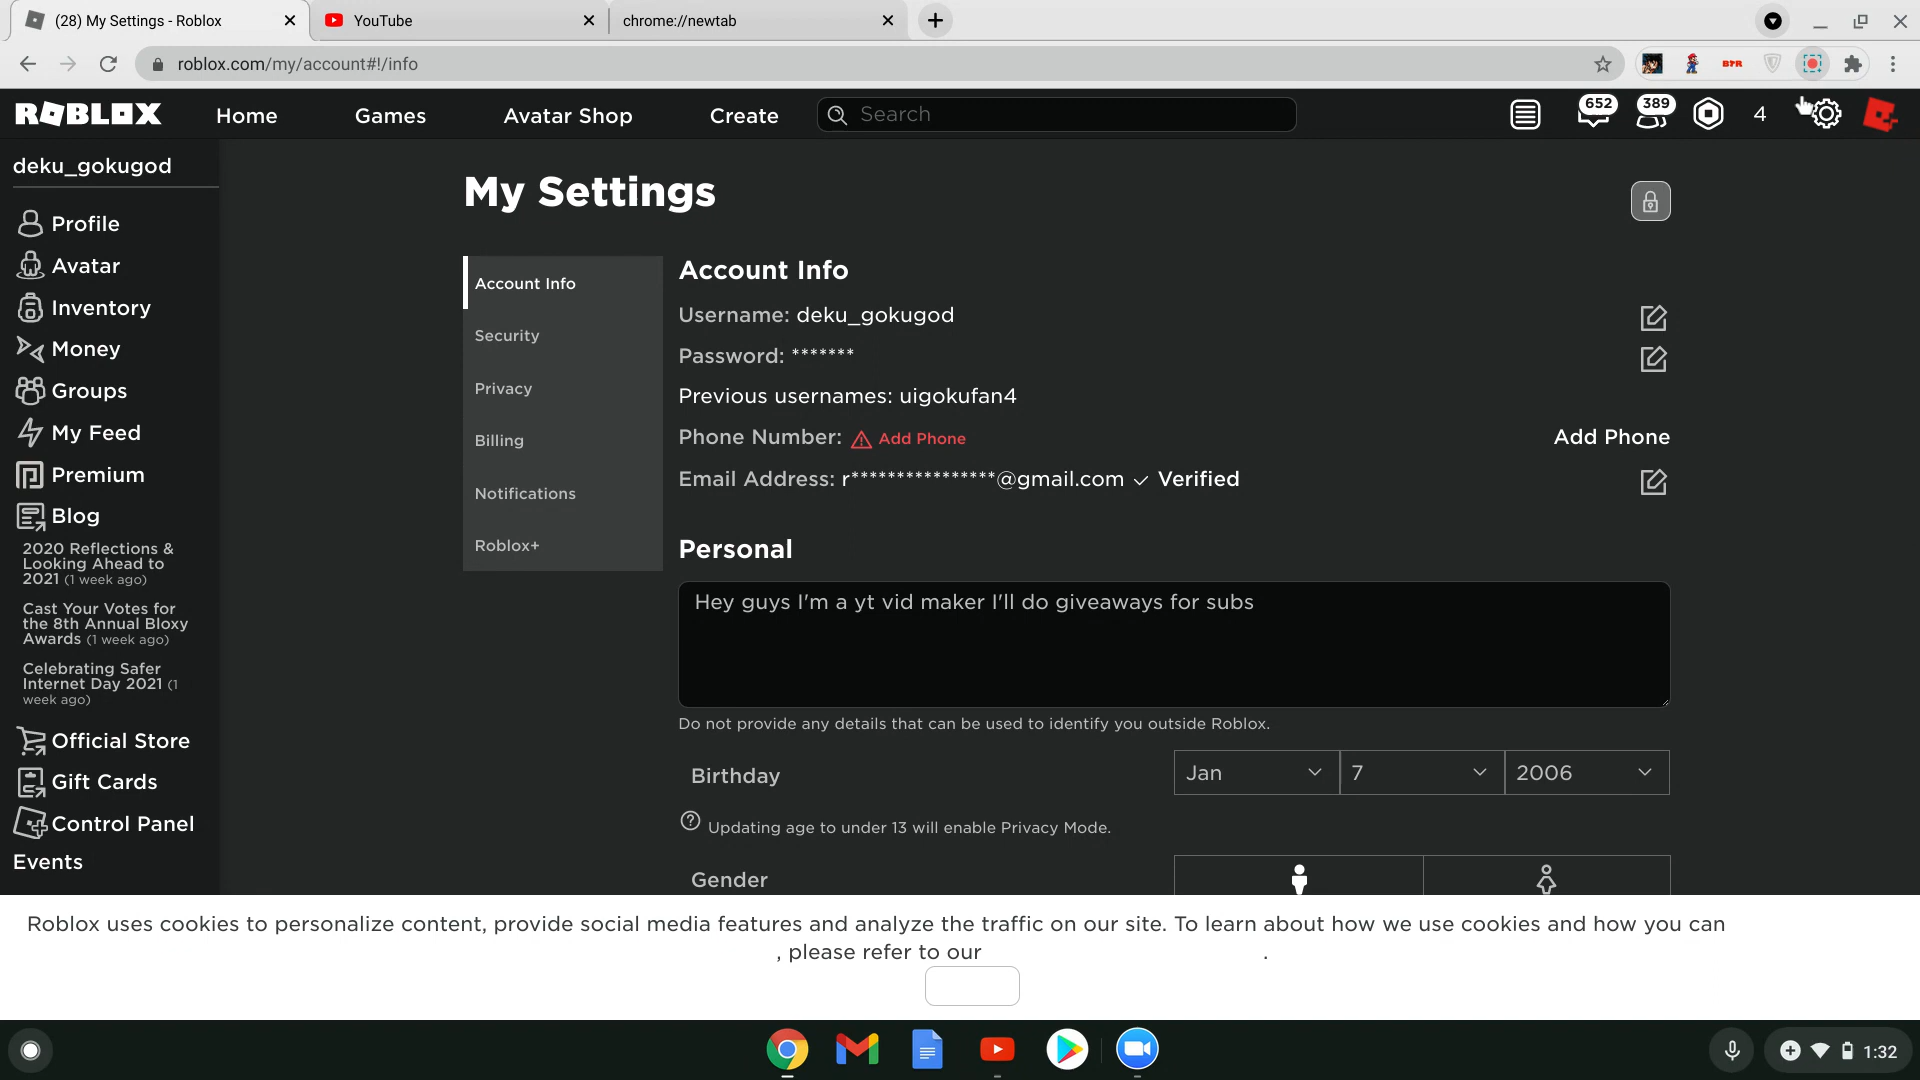 (28) My Settings - Roblox
YouTube
chrome://newtab
roblox.com/my/account#!/info
BTR
ROBLOX
Home
Games
Avatar Shop
Create
Search
652
389
4
deku_gokugod
Profile
Avatar
Inventory
Money
Groups
My Feed
Premium
Blog
2020 Reflections &
Looking Ahead to
2021 (1 week ago)
Cast Your Votes for
the 8th Annual Bloxy
Awards (1 week ago)
Celebrating Safer
Internet Day 2021 (1
week ago)
Official Store
Gift Cards
Control Panel
Events
My Settings
Account Info
Security
Privacy
Billing
Notifications
Roblox+
Account Info
Username: deku_gokugod
Password: *******
Previous usernames: uigokufan4
Phone Number: Add Phone
Add Phone
Email Address: r****************@gmail.com ✓ Verified
Personal
Hey guys I'm a yt vid maker I'll do giveaways for subs
Do not provide any details that can be used to identify you outside Roblox.
Birthday
Jan
7
2006
Updating age to under 13 will enable Privacy Mode.
Gender
Roblox uses cookies to personalize content, provide social media features and analyze the traffic on our site. To learn about how we use cookies and how you can
, please refer to our .
1:32